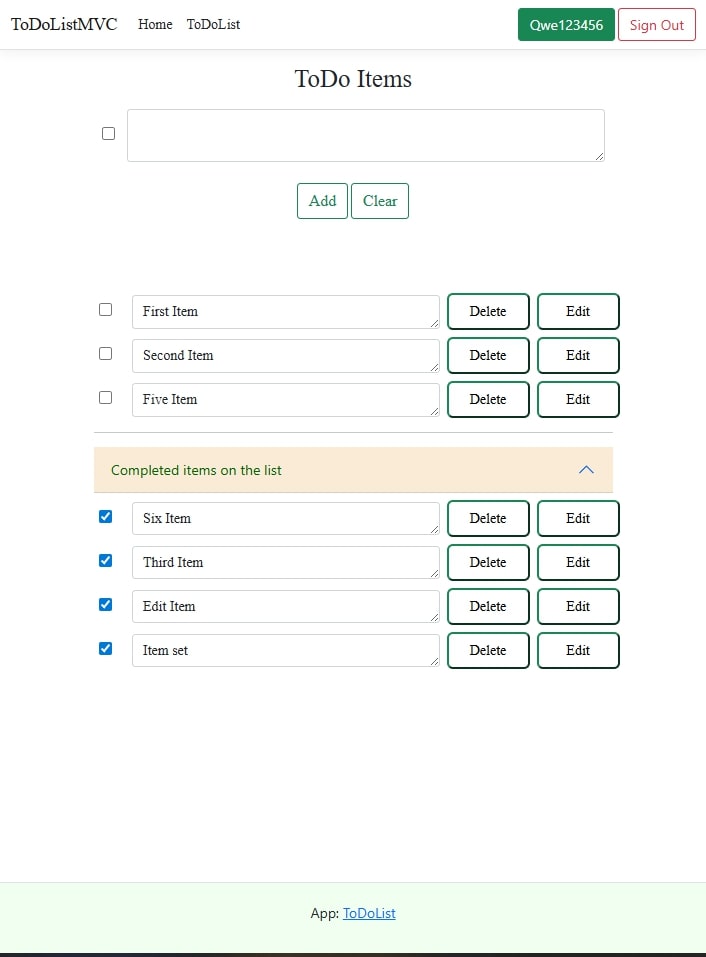 ToDoListMVC Home ToDoList Qwe123456 Sign Out
ToDo Items
Add Clear
First Item Delete Edit
Second Item Delete Edit
Five Item Delete Edit
Completed items on the list
Six Item Delete Edit
Third Item Delete Edit
Edit Item Delete Edit
Item set Delete Edit
App: ToDoList